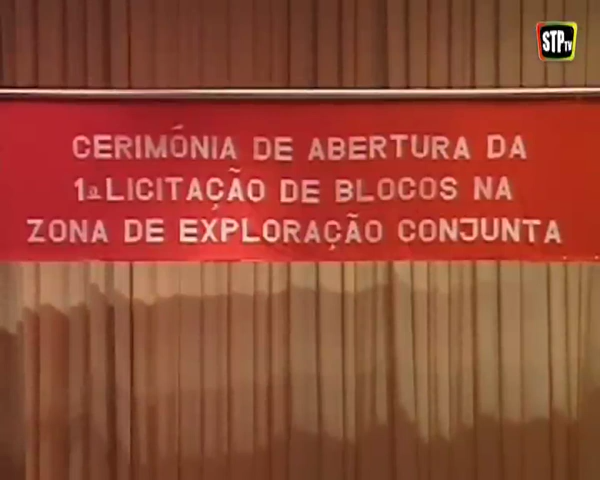 STPtv
CERIMÓNIA DE ABERTURA DA
1ª LICITAÇÃO DE BLOCOS NA
ZONA DE EXPLORAÇÃO CONJUNTA